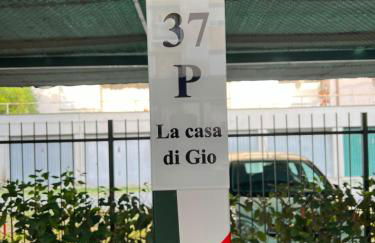 37
P
La casa
di Gio